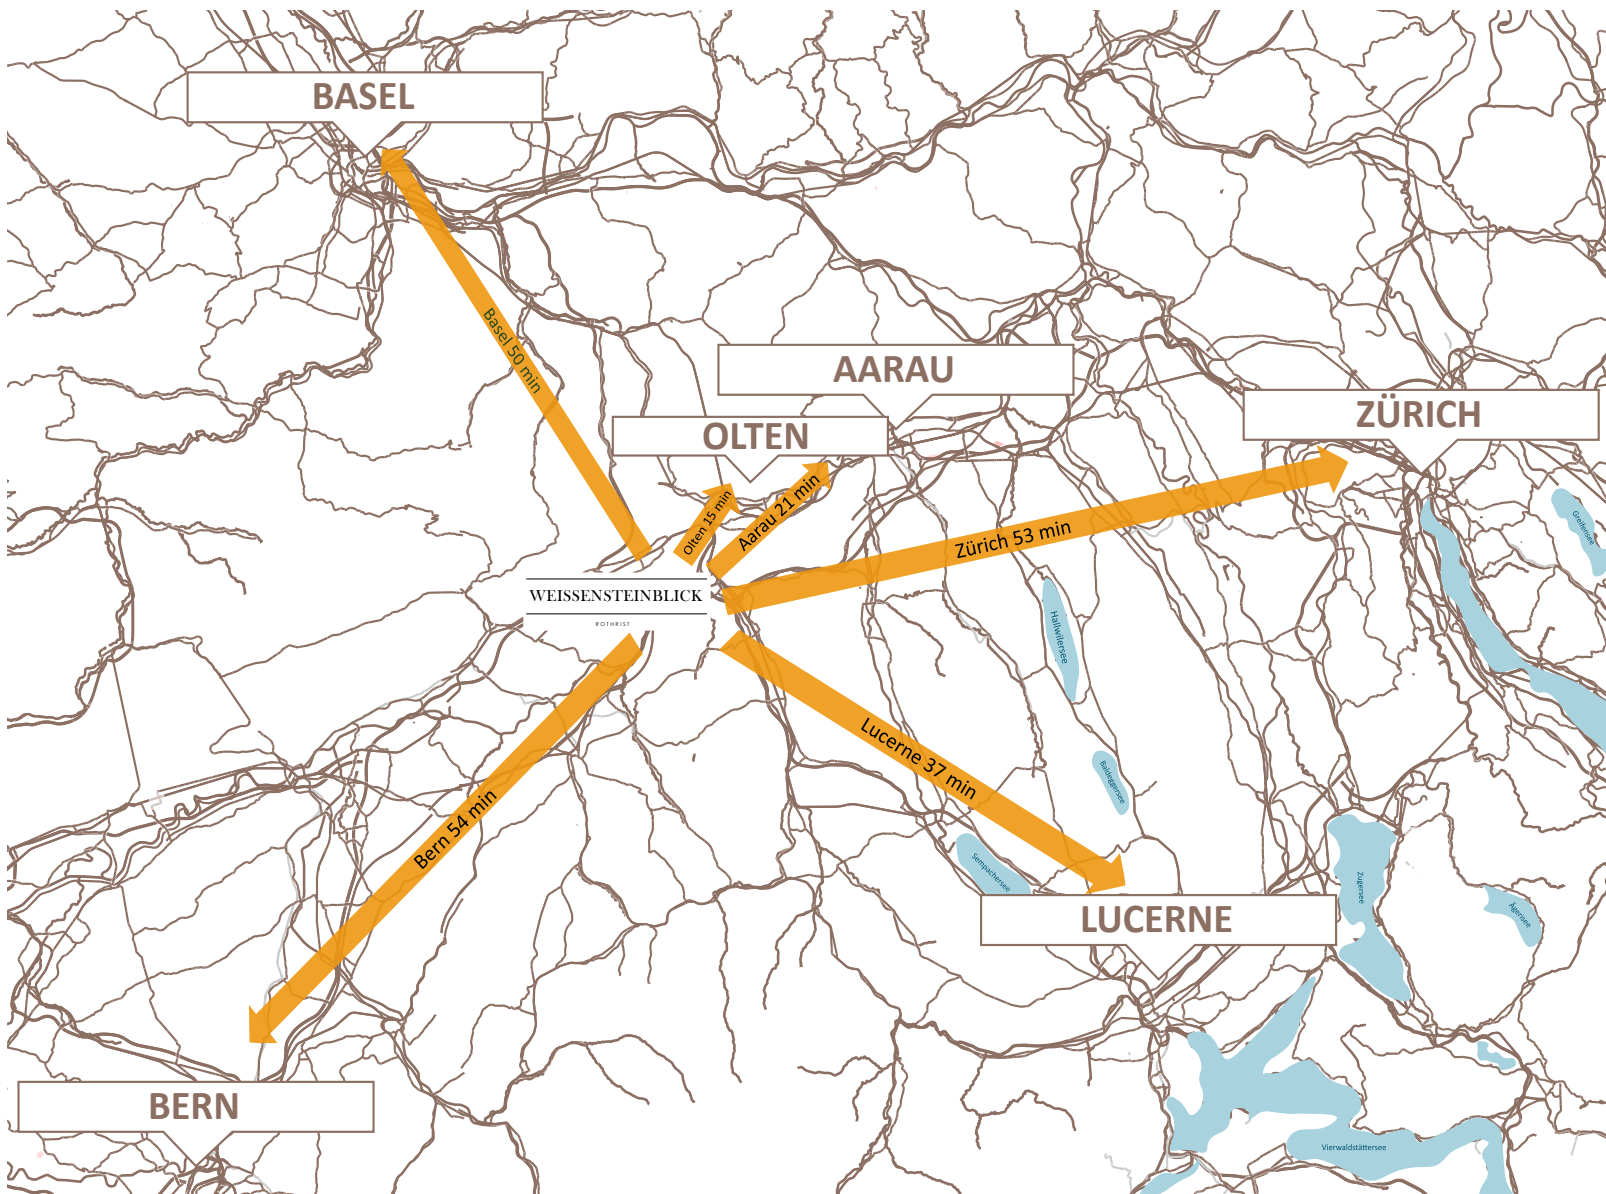 BASEL
Basel 50 min
AARAU
ZÜRICH
OLTEN
Olten 15 min
Aarau 21 min
Zürich 53 min
Greifensee
WEISSENSTEINBLICK
ROTHRIST
Hallwilersee
Lucerne 37 min
Baldeggersee
Bern 54 min
Sempachersee
Zugersee
Ägerisee
LUCERNE
BERN
Vierwaldstättersee